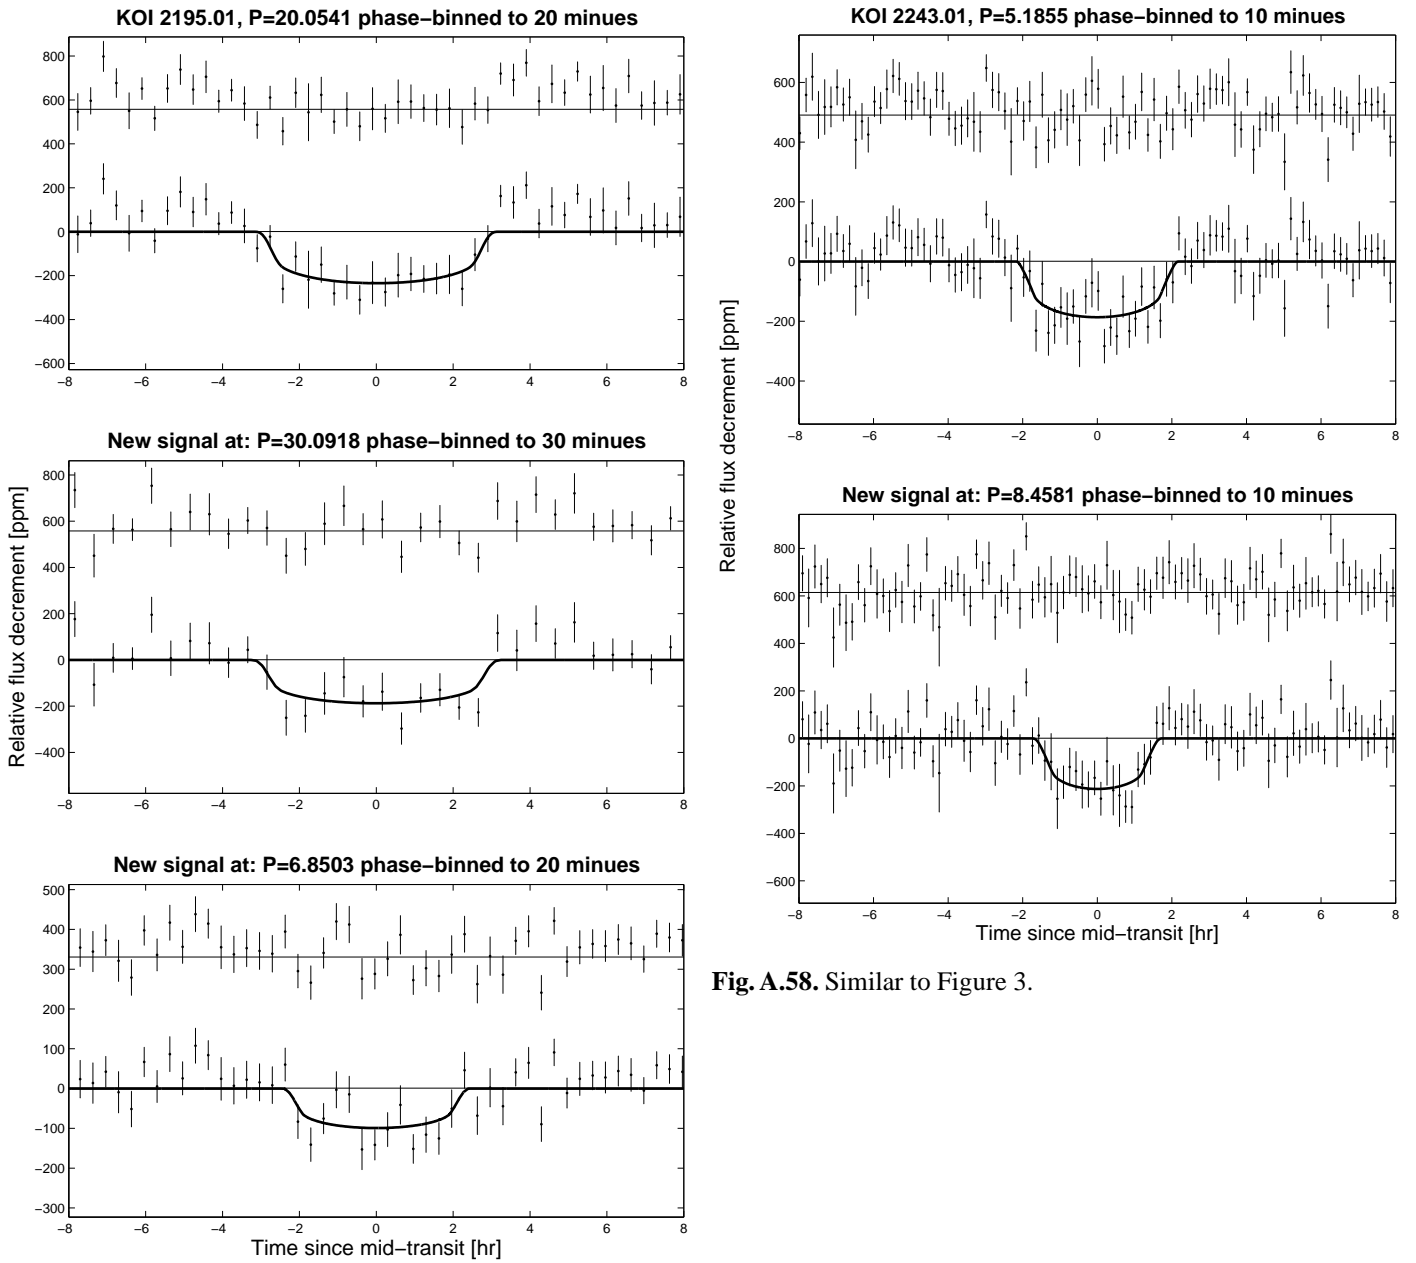 KOI 2195.01, P=20.0541 phase−binned to 20 minues
800
600
400
200
0
−200
−400
−600
−8 −6 −4 −2 0 2 4 6 8
New signal at: P=30.0918 phase−binned to 30 minues
Relative flux decrement [ppm]
800
600
400
200
0
−200
−400
−8 −6 −4 −2 0 2 4 6 8
New signal at: P=6.8503 phase−binned to 20 minues
500
400
300
200
100
0
−100
−200
−300
−8 −6 −4 −2 0 2 4 6 8
Time since mid−transit [hr]
KOI 2243.01, P=5.1855 phase−binned to 10 minues
Relative flux decrement [ppm]
600
400
200
0
−200
−400
−8 −6 −4 −2 0 2 4 6 8
New signal at: P=8.4581 phase−binned to 10 minues
800
600
400
200
0
−200
−400
−600
−8 −6 −4 −2 0 2 4 6 8
Time since mid−transit [hr]
Fig. A.58. Similar to Figure 3.